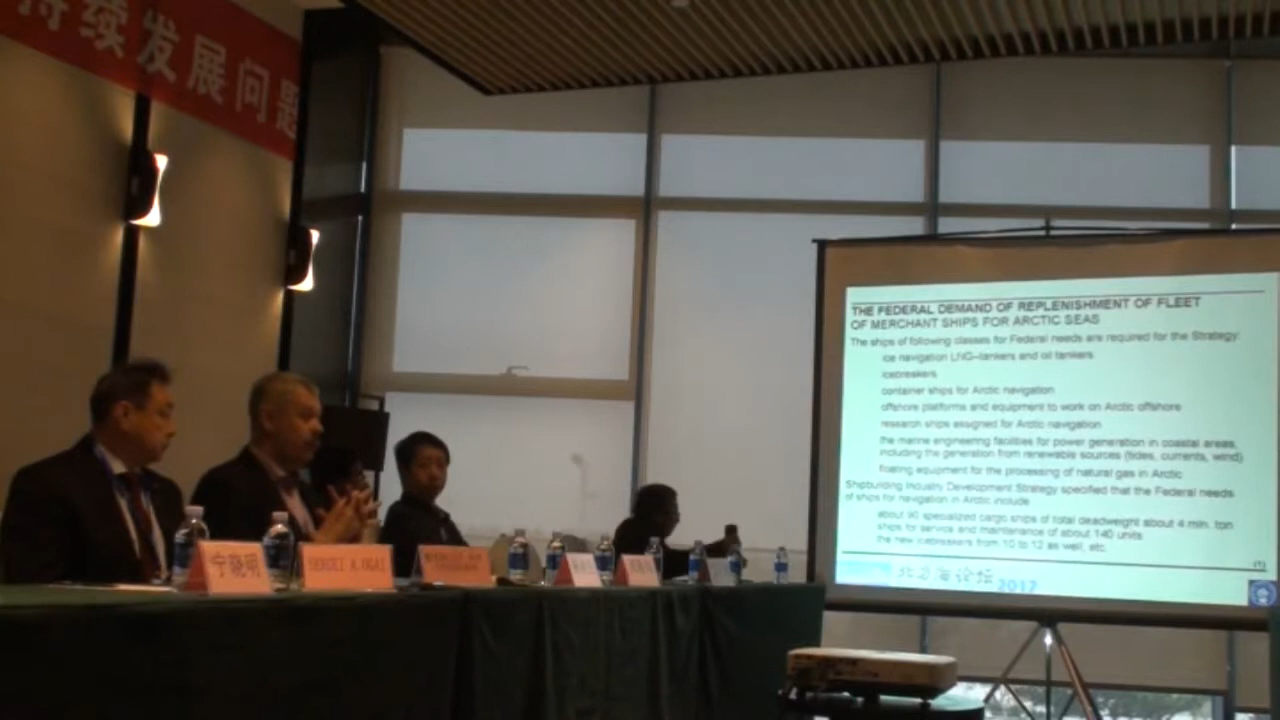 持续发展问题
THE FEDERAL DEMAND OF REPLENISHMENT OF FLEET
OF MERCHANT SHIPS FOR ARCTIC SEAS
The ships of following classes for Federal needs are required for the Strategy:
ice navigation LNG–tankers and oil tankers
icebreakers
container ships for Arctic navigation
offshore platforms and equipment to work on Arctic offshore
research ships assigned for Arctic navigation
the marine engineering facilities for power generation in coastal areas,
including the generation from renewable sources (tides, currents, wind)
floating equipment for the processing of natural gas in Arctic
Shipbuilding Industry Development Strategy specified that the Federal needs
of ships for navigation in Arctic include
about 90 specialized cargo ships of total deadweight about 4 mln. ton
ships for service and maintenance of about 140 units
the new icebreakers from 10 to 12 as well, etc.
2017
宁晓明